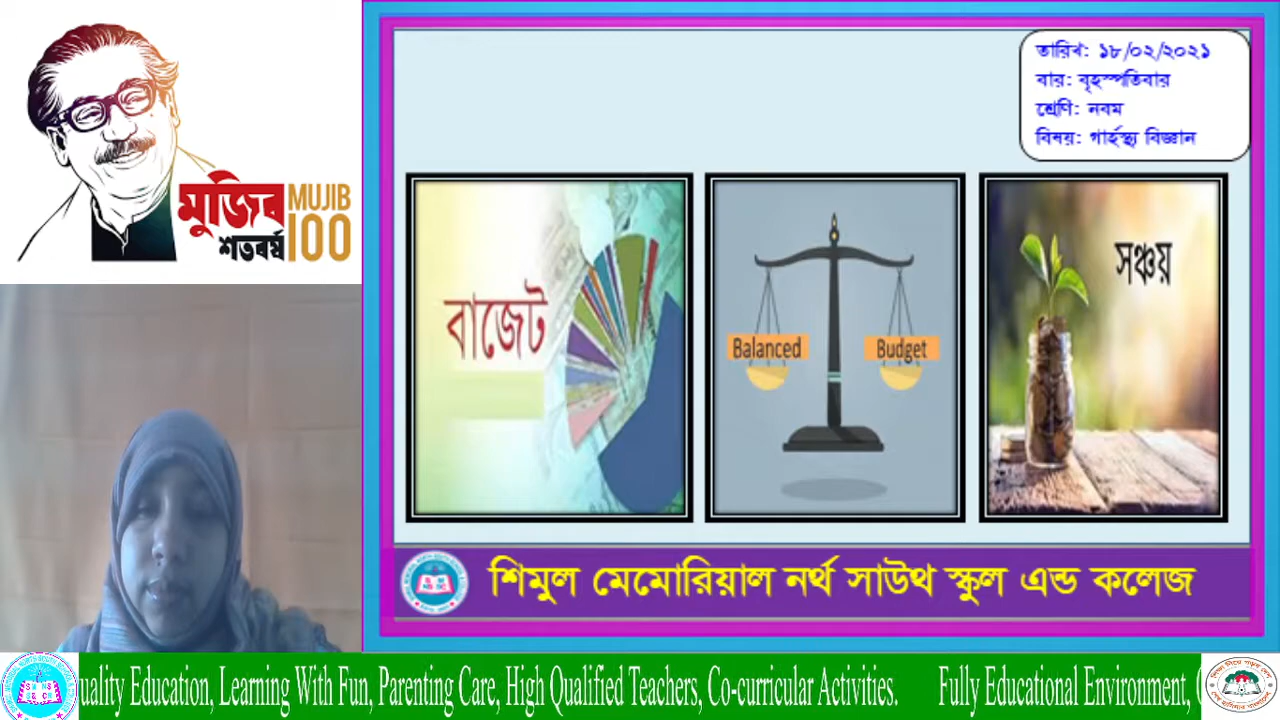 মুজিব
শতবর্ষ
MUJIB
100
তারিখ: ১৮/০২/২০২১
বার: বৃহস্পতিবার
শ্রেণি: নবম
বিষয়: গার্হস্থ্য বিজ্ঞান
বাজেট
Balanced
Budget
সঞ্চয়
শিমুল মেমোরিয়াল নর্থ সাউথ স্কুল এন্ড কলেজ
uality Education, Learning With Fun, Parenting Care, High Qualified Teachers, Co-curricular Activities. Fully Educational Environment,